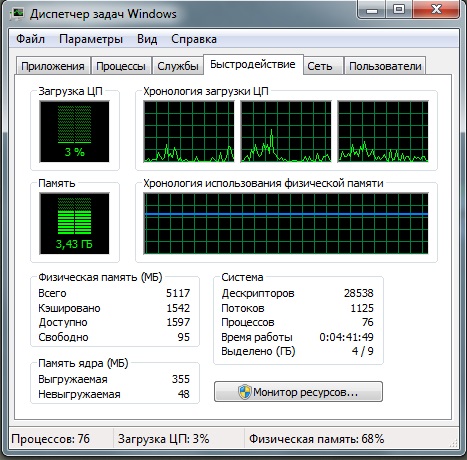 Диспетчер задач Windows
Файл Параметры Вид Справка
Приложения Процессы Службы Быстродействие Сеть Пользователи
Загрузка ЦП Хронология загрузки ЦП
3 %
Память Хронология использования физической памяти
3,43 ГБ
Физическая память (МБ)
Всего 5117
Кэшировано 1542
Доступно 1597
Свободно 95
Система
Дескрипторов 28538
Потоков 1125
Процессов 76
Время работы 0:04:41:49
Выделено (ГБ) 4 / 9
Память ядра (МБ)
Выгружаемая 355
Невыгружаемая 48
Монитор ресурсов...
Процессов: 76 Загрузка ЦП: 3% Физическая память: 68%